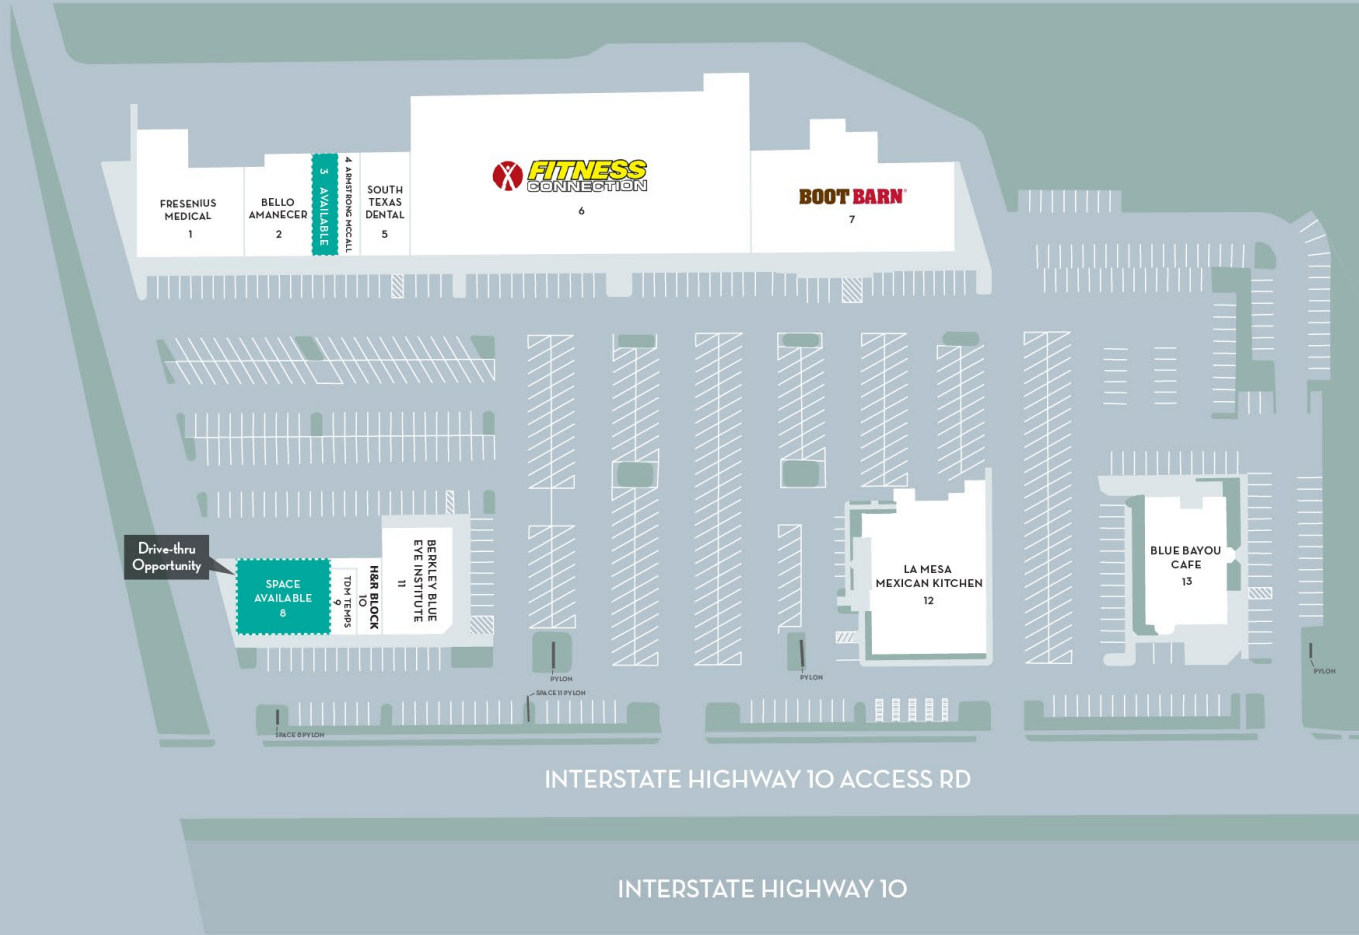 FRESENIUS
MEDICAL
1
BELLO
AMANECER
2
3 AVAILABLE
4 ARMSTRONG MCCALL
SOUTH
TEXAS
DENTAL
5
FITNESS
CONNECTION
6
BOOT BARN
7
Drive-thru
Opportunity
SPACE
AVAILABLE
8
TDM TEMPS
9
H&R BLOCK
10
BERKLEY BLUE
EYE INSTITUTE
11
LA MESA
MEXICAN KITCHEN
12
BLUE BAYOU
CAFE
13
PYLON
PYLON
PYLON
SPACE 11 PYLON
SPACE 8 PYLON
INTERSTATE HIGHWAY 10 ACCESS RD
INTERSTATE HIGHWAY 10